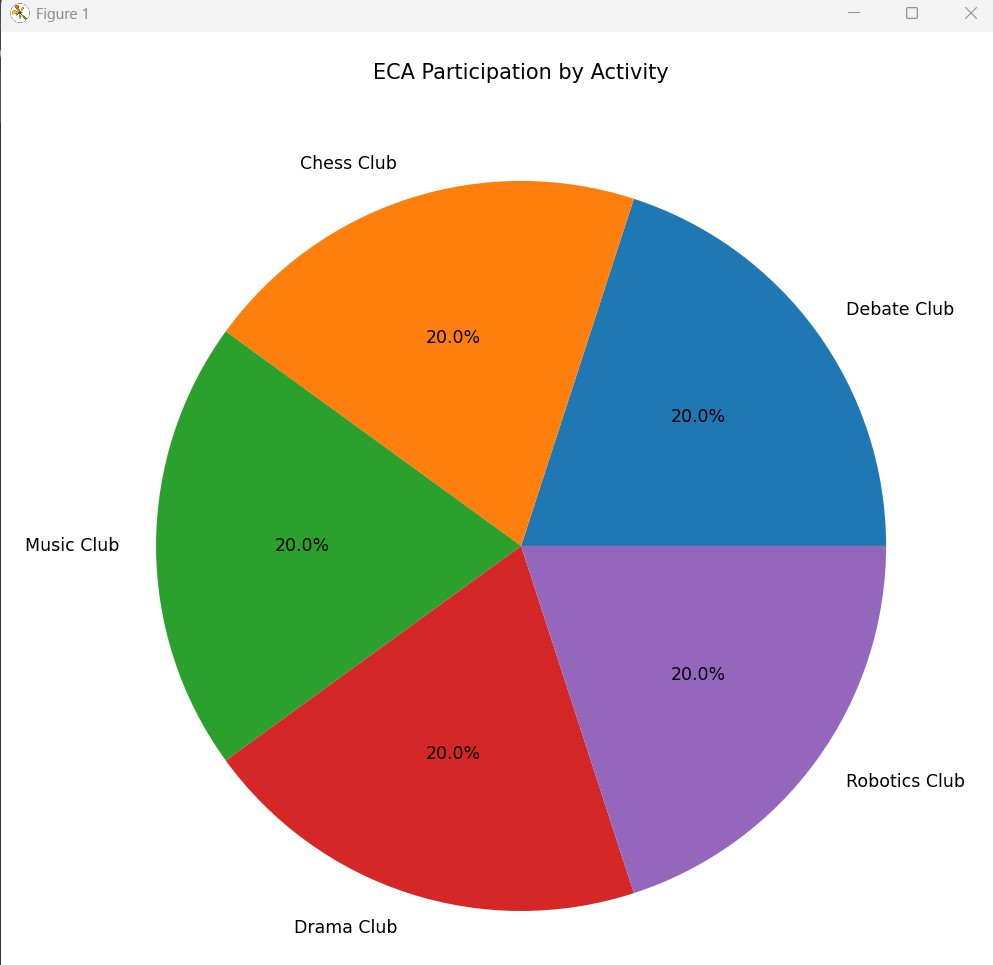 Figure 1
ECA Participation by Activity
Chess Club
Debate Club
20.0%
20.0%
Music Club
20.0%
20.0%
Robotics Club
20.0%
Drama Club